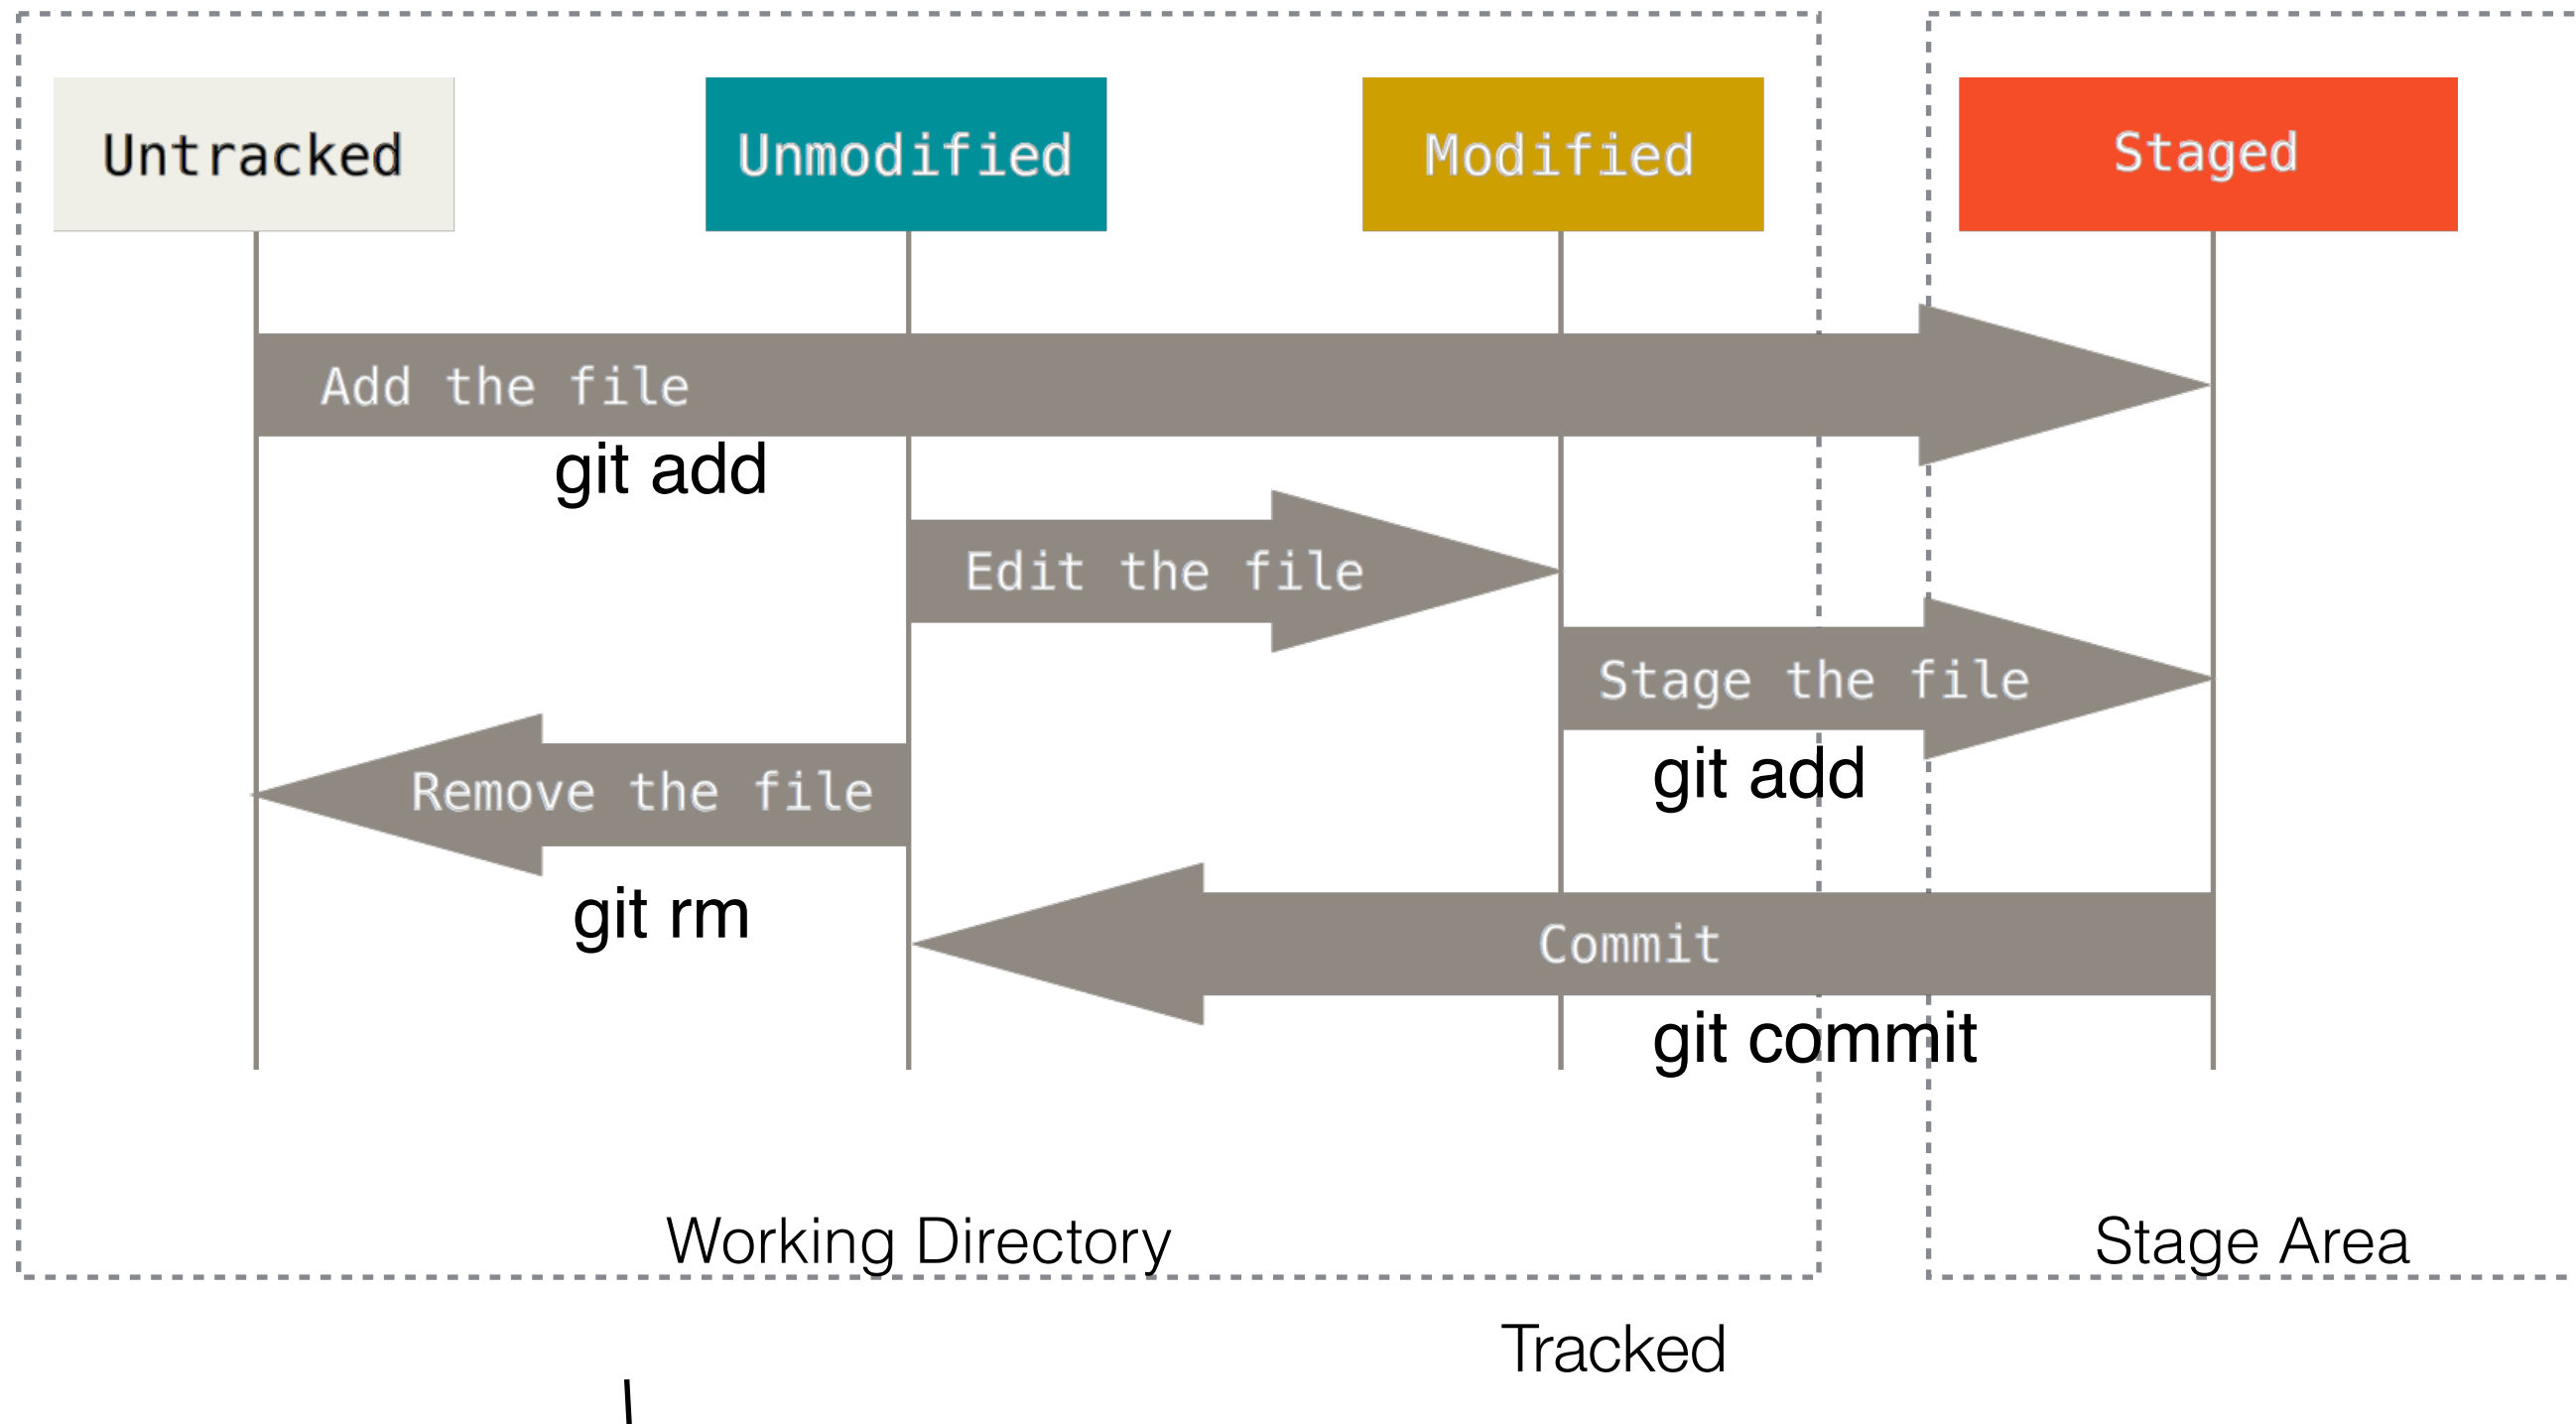 Untracked
Unmodified
Modified
Staged
Add the file
git add
Edit the file
Stage the file
git add
Remove the file
git rm
Commit
git commit
Working Directory
Stage Area
Tracked